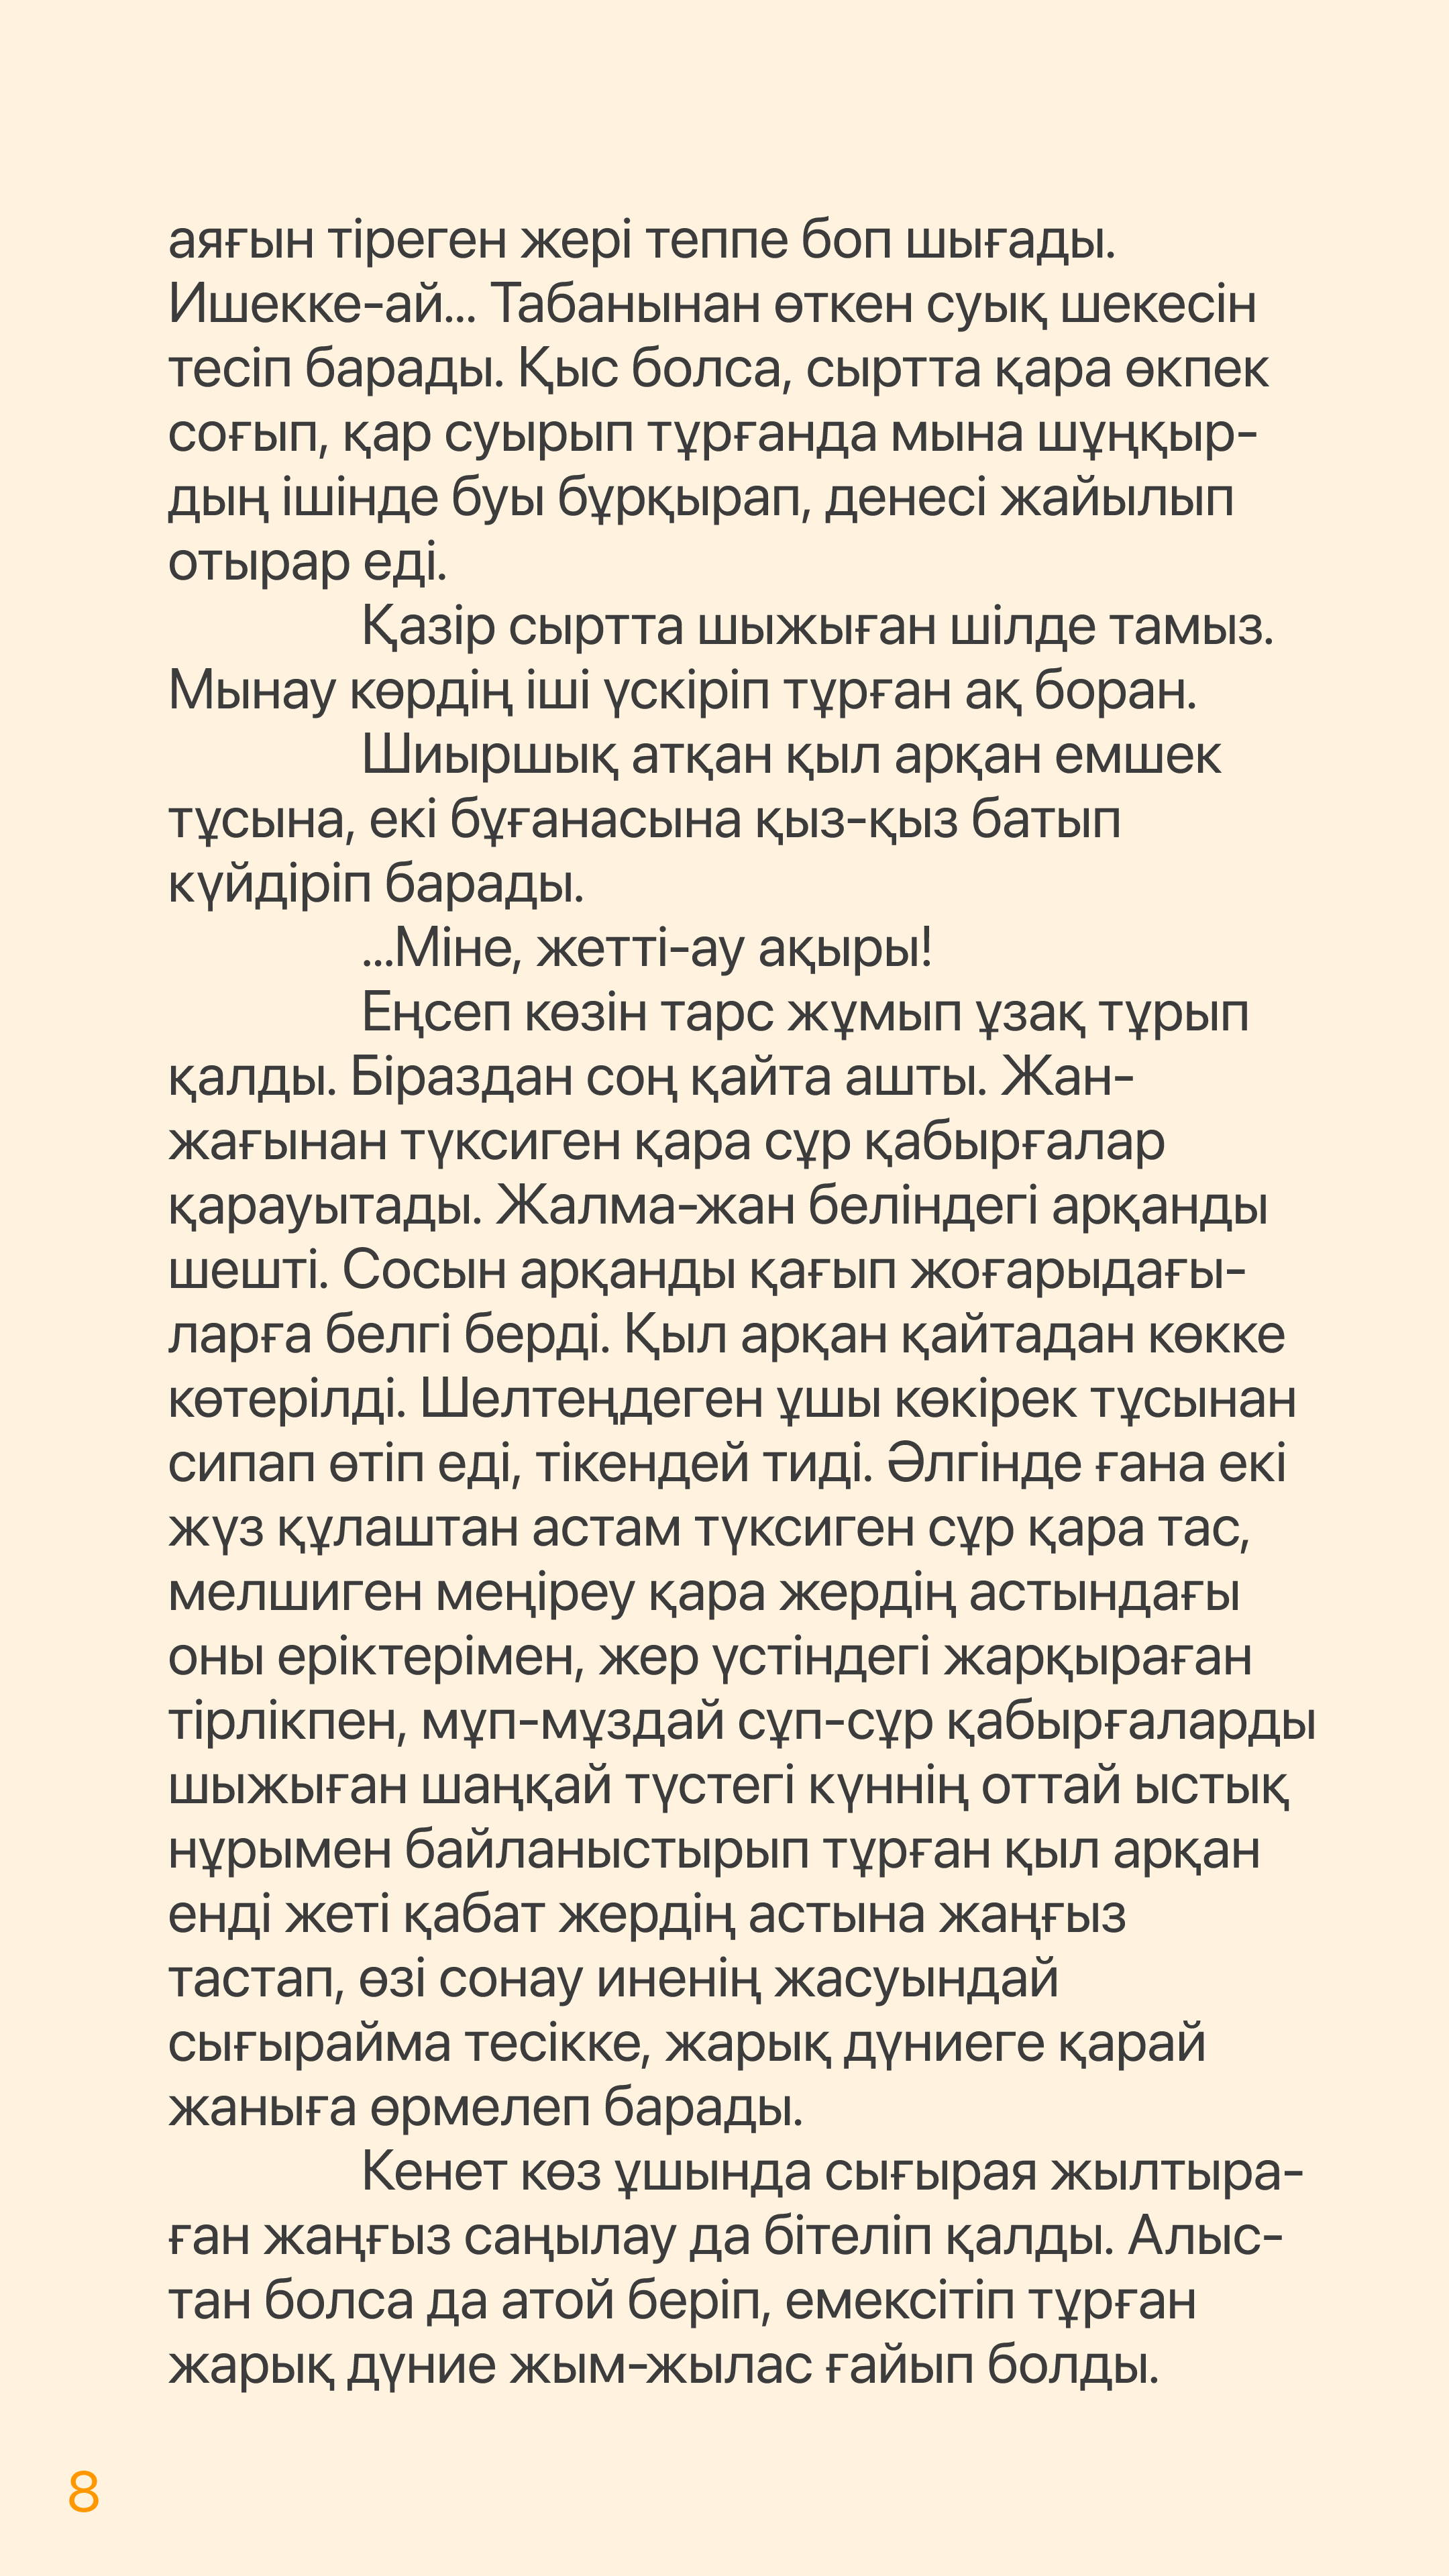 аяғын тіреген жері теппе боп шығады.
Ишекке-ай... Табанынан өткен суық шекесін
тесіп барады. Қыс болса, сыртта қара өкпек
соғып, қар суырып тұрғанда мына шұңқыр-
дың ішінде буы бұрқырап, денесі жайылып
отырар еді.
Қазір сыртта шыжыған шілде тамыз.
Мынау көрдің іші үскіріп тұрған ақ боран.
Шиыршық атқан қыл арқан емшек
тұсына, екі бұғанасына қыз-қыз батып
күйдіріп барады.
...Міне, жетті-ау ақыры!
Еңсеп көзін тарс жұмып ұзақ тұрып
қалды. Біраздан соң қайта ашты. Жан-
жағынан түксиген қара сұр қабырғалар
қарауытады. Жалма-жан беліндегі арқанды
шешті. Сосын арқанды қағып жоғарыдағы-
ларға белгі берді. Қыл арқан қайтадан көкке
көтерілді. Шелтеңдеген ұшы көкірек тұсынан
сипап өтіп еді, тікендей тиді. Әлгінде ғана екі
жүз құлаштан астам түксиген сұр қара тас,
мелшиген меңіреу қара жердің астындағы
оны еріктерімен, жер үстіндегі жарқыраған
тірлікпен, мұп-мұздай сұп-сұр қабырғаларды
шыжыған шаңқай түстегі күннің оттай ыстық
нұрымен байланыстырып тұрған қыл арқан
енді жеті қабат жердің астына жаңғыз
тастап, өзі сонау иненің жасуындай
сығырайма тесікке, жарық дүниеге қарай
жаныға өрмелеп барады.
Кенет көз ұшында сығырая жылтыра-
ған жаңғыз саңылау да бітеліп қалды. Алыс-
тан болса да атой беріп, емексітіп тұрған
жарық дүние жым-жылас ғайып болды.
8